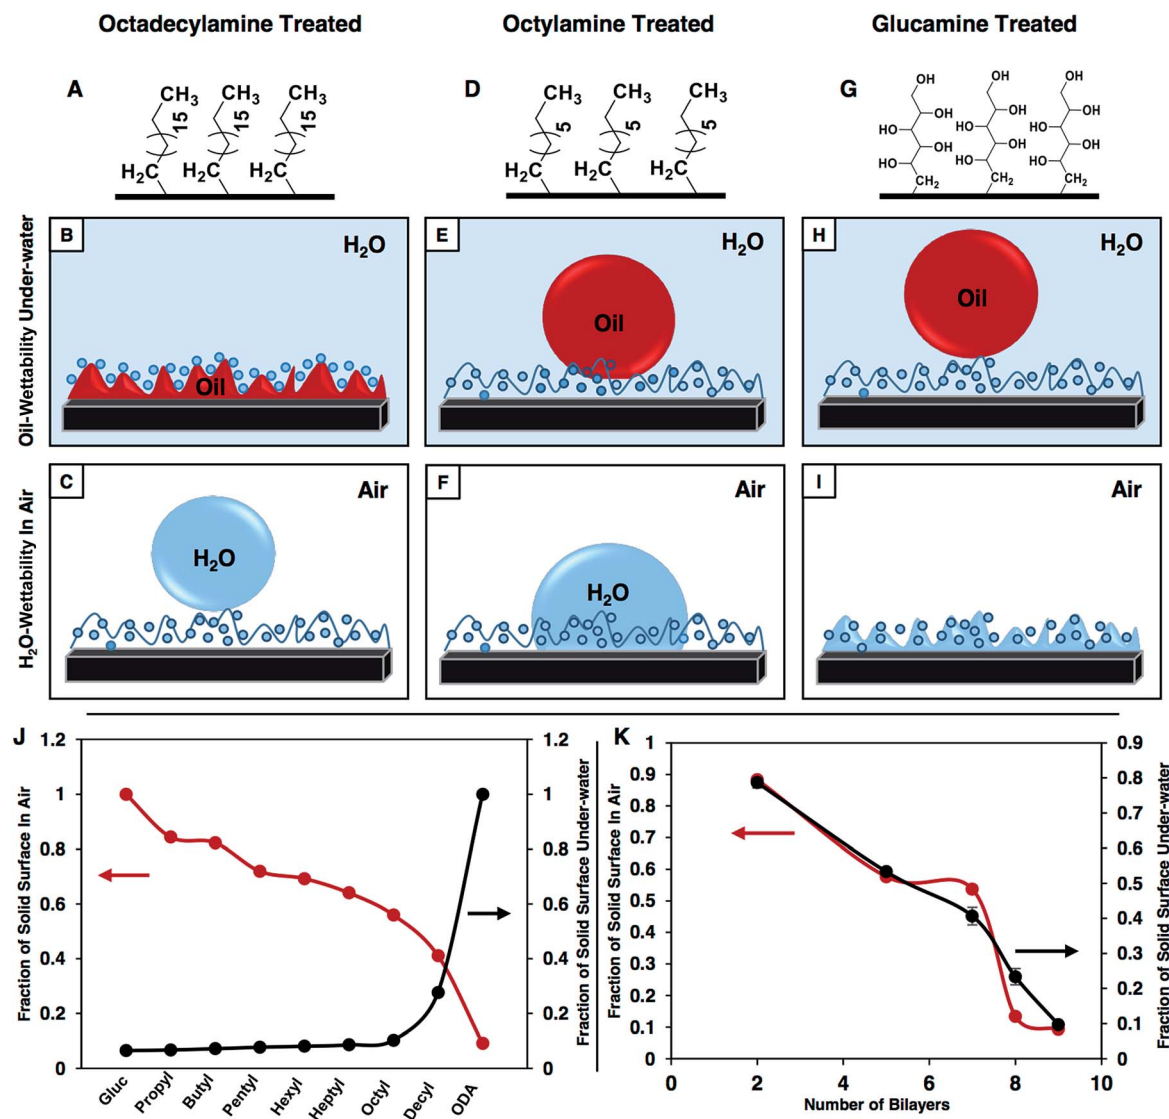 Octadecylamine Treated
Octylamine Treated
Glucamine Treated
A
CH3 CH3 CH3
15 15 15
H2C H2C H2C
D
CH3 CH3 CH3
5 5 5
H2C H2C H2C
G
OH OH OH
OH OH
HO HO HO
OH OH
HO HO HO
CH2 CH2 CH2
Oil-Wettability Under-water
B
H2O
Oil
E
H2O
Oil
H
H2O
Oil
H2O-Wettability In Air
C
Air
H2O
F
Air
H2O
I
Air
J
Fraction of Solid Surface In Air
1.2
1
0.8
0.6
0.4
0.2
0
1.2
1
0.8
0.6
0.4
0.2
0
Fraction of Solid Surface Under-water
Gluc
Propyl
Butyl
Pentyl
Hexyl
Heptyl
Octyl
Decyl
ODA
K
Fraction of Solid Surface In Air
1
0.9
0.8
0.7
0.6
0.5
0.4
0.3
0.2
0.1
0
0.9
0.8
0.7
0.6
0.5
0.4
0.3
0.2
0.1
0
Fraction of Solid Surface Under-water
0 2 4 6 8 10
Number of Bilayers